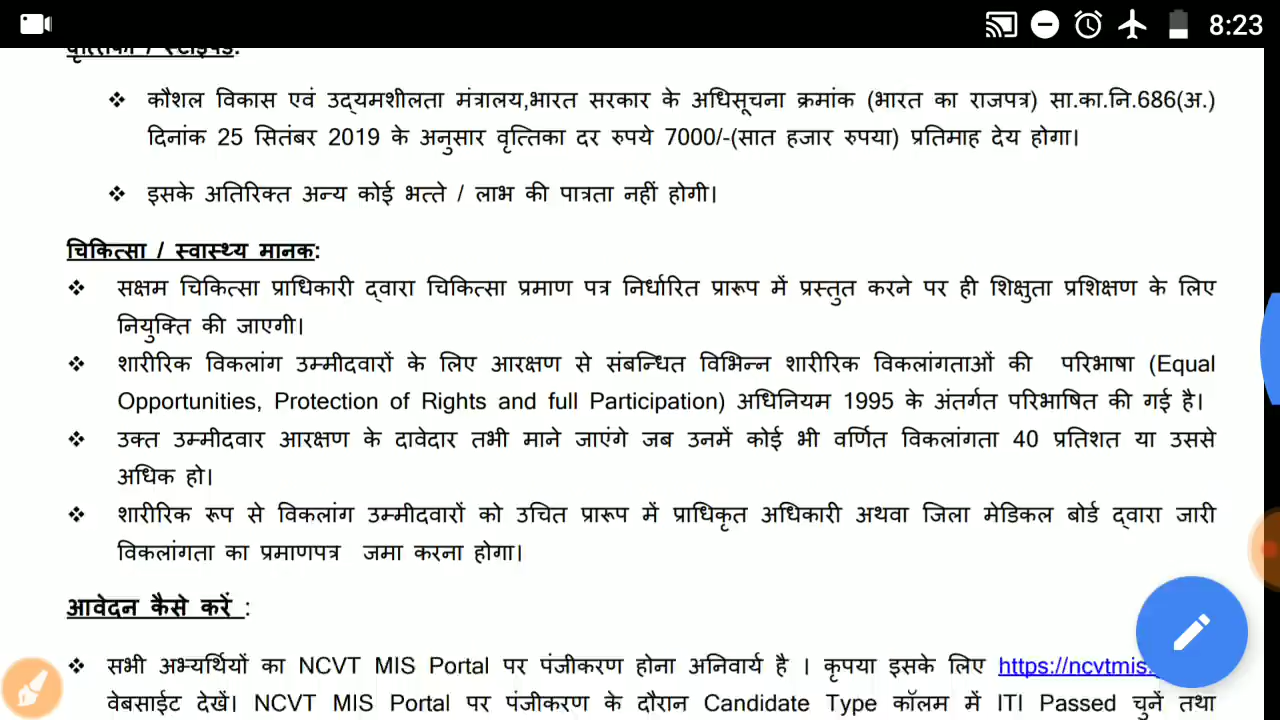 8:23
वृत्तिका / स्टाइपेंड:
❖ कौशल विकास एवं उद्यमशीलता मंत्रालय,भारत सरकार के अधिसूचना क्रमांक (भारत का राजपत्र) सा.का.नि.686(अ.)
दिनांक 25 सितंबर 2019 के अनुसार वृत्तिका दर रुपये 7000/-(सात हजार रुपया) प्रतिमाह देय होगा।
❖ इसके अतिरिक्त अन्य कोई भत्ते / लाभ की पात्रता नहीं होगी।
चिकित्सा / स्वास्थ्य मानक:
❖ सक्षम चिकित्सा प्राधिकारी द्वारा चिकित्सा प्रमाण पत्र निर्धारित प्रारूप में प्रस्तुत करने पर ही शिक्षुता प्रशिक्षण के लिए
नियुक्ति की जाएगी।
❖ शारीरिक विकलांग उम्मीदवारों के लिए आरक्षण से संबन्धित विभिन्न शारीरिक विकलांगताओं की परिभाषा (Equal
Opportunities, Protection of Rights and full Participation) अधिनियम 1995 के अंतर्गत परिभाषित की गई है।
❖ उक्त उम्मीदवार आरक्षण के दावेदार तभी माने जाएंगे जब उनमें कोई भी वर्णित विकलांगता 40 प्रतिशत या उससे
अधिक हो।
❖ शारीरिक रूप से विकलांग उम्मीदवारों को उचित प्रारूप में प्राधिकृत अधिकारी अथवा जिला मेडिकल बोर्ड द्वारा जारी
विकलांगता का प्रमाणपत्र जमा करना होगा।
आवेदन कैसे करें :
❖ सभी अभ्यर्थियों का NCVT MIS Portal पर पंजीकरण होना अनिवार्य है । कृपया इसके लिए https://ncvtmis.
वेबसाईट देखें। NCVT MIS Portal पर पंजीकरण के दौरान Candidate Type कॉलम में ITI Passed चुनें तथा